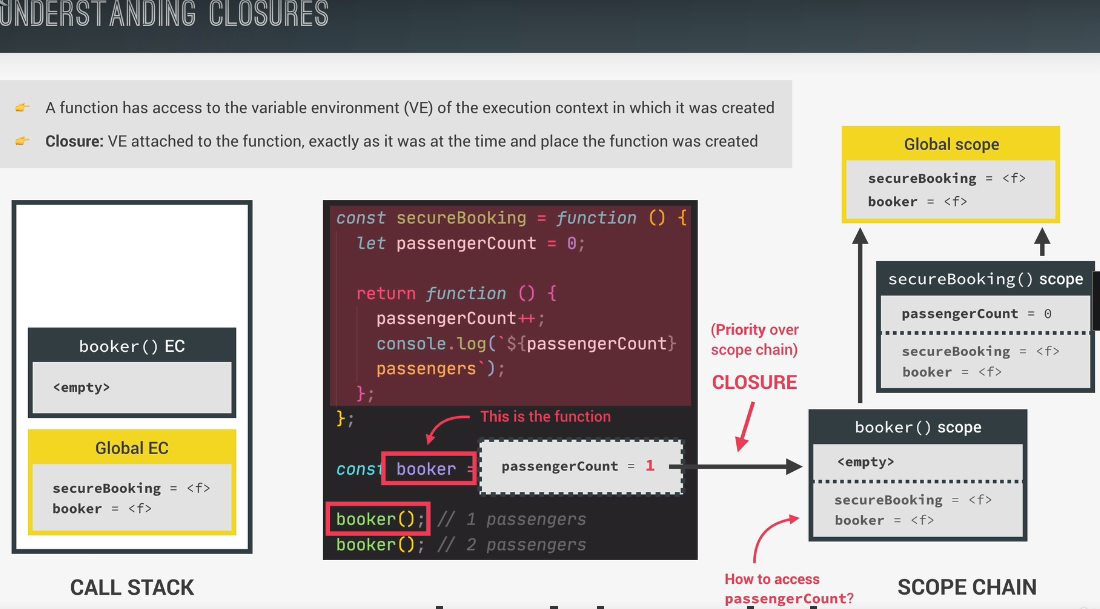 UNDERSTANDING CLOSURES
👉 A function has access to the variable environment (VE) of the execution context in which it was created
👉 Closure: VE attached to the function, exactly as it was at the time and place the function was created
booker() EC
<empty>
Global EC
secureBooking = <f>
booker = <f>
CALL STACK
const secureBooking = function () {
let passengerCount = 0;
return function () {
passengerCount++;
console.log(`${passengerCount}
passengers`);
};
};
This is the function
const booker =
passengerCount = 1
booker(); // 1 passengers
booker(); // 2 passengers
(Priority over
scope chain)
CLOSURE
Global scope
secureBooking = <f>
booker = <f>
secureBooking() scope
passengerCount = 0
secureBooking = <f>
booker = <f>
booker() scope
<empty>
secureBooking = <f>
booker = <f>
How to access
passengerCount?
SCOPE CHAIN